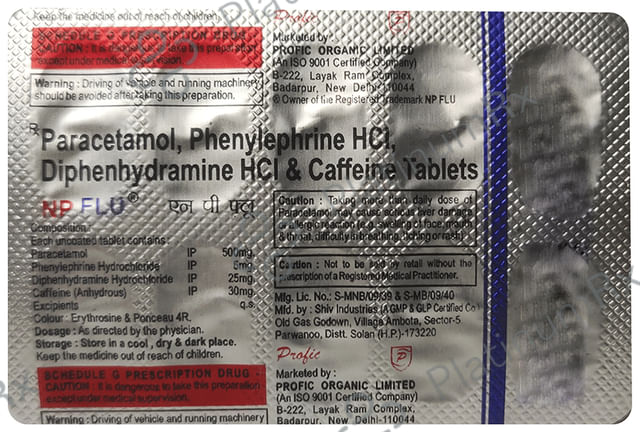 Keep the medicine out of reach of children.
SCHEDULE G PRESCRIPTION DRUG -
CAUTION : It is dangerous to take this preparation
except under medical supervision.
Warning : Driving of vehicle and running machinery
should be avoided after taking this preparation.
Profic
Marketed by :
PROFIC ORGANIC LIMITED
(An ISO 9001 Certified Company)
B-222, Layak Ram Complex,
Badarpur, New Delhi-110044
® Owner of the Registered Trademark NP FLU
Rx
Paracetamol, Phenylephrine HCl,
Diphenhydramine HCl & Caffeine Tablets
NP FLU® एन पी फ्लू
Composition:
Each uncoated tablet contains:
Paracetamol IP 500mg.
Phenylephrine Hydrochloride IP 5mg
Diphenhydramine Hydrochloride IP 25mg
Caffeine (Anhydrous) IP 30mg
Excipients q.s.
Colour : Erythrosine & Ponceau 4R.
Dosage : As directed by the physician.
Storage : Store in a cool , dry & dark place.
Keep the medicine out of reach of children.
Caution : Taking more than daily dose of
Paracetamol may cause serious liver damage
or allergic reaction (e.g. swelling of face, mouth
& throat, difficulty in breathing, itching or rash)
Caution : Not to be sold by retail without the
prescription of a Registered Medical Practitioner.
Mfg. Lic. No.: S-MNB/09/39 & S-MB/09/40
Mfd. by : Shiv Industries (A GMP & GLP Certified Co.)
Old Gas Godown, Village Ambota, Sector-5
Parwanoo, Distt. Solan (H.P.)-173220
SCHEDULE G PRESCRIPTION DRUG -
CAUTION : It is dangerous to take this preparation
except under medical supervision.
Warning : Driving of vehicle and running machinery
Profic
Marketed by :
PROFIC ORGANIC LIMITED
(An ISO 9001 Certified Company)
B-222, Layak Ram Complex,
Badarpur, New Delhi-110044